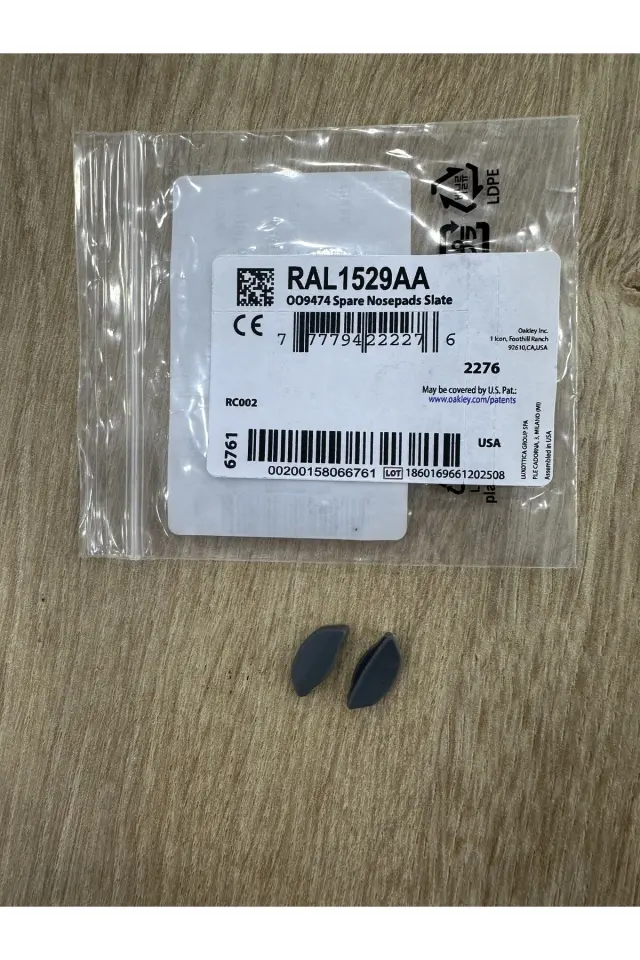 LDPE
RAL1529AA
OO9474 Spare Nosepads Slate
CE
7 77794 22227 6
Oakley Inc.
1 Icon, Foothill Ranch
92610,CA,USA
2276
May be covered by U.S. Pat.:
www.oakley.com/patents
RC002
6761
USA
00200158066761 LOT 1860169661202508
LUXOTTICA GROUP SPA
P.LE CADORNA, 3, MILANO (MI)
Assembled in USA